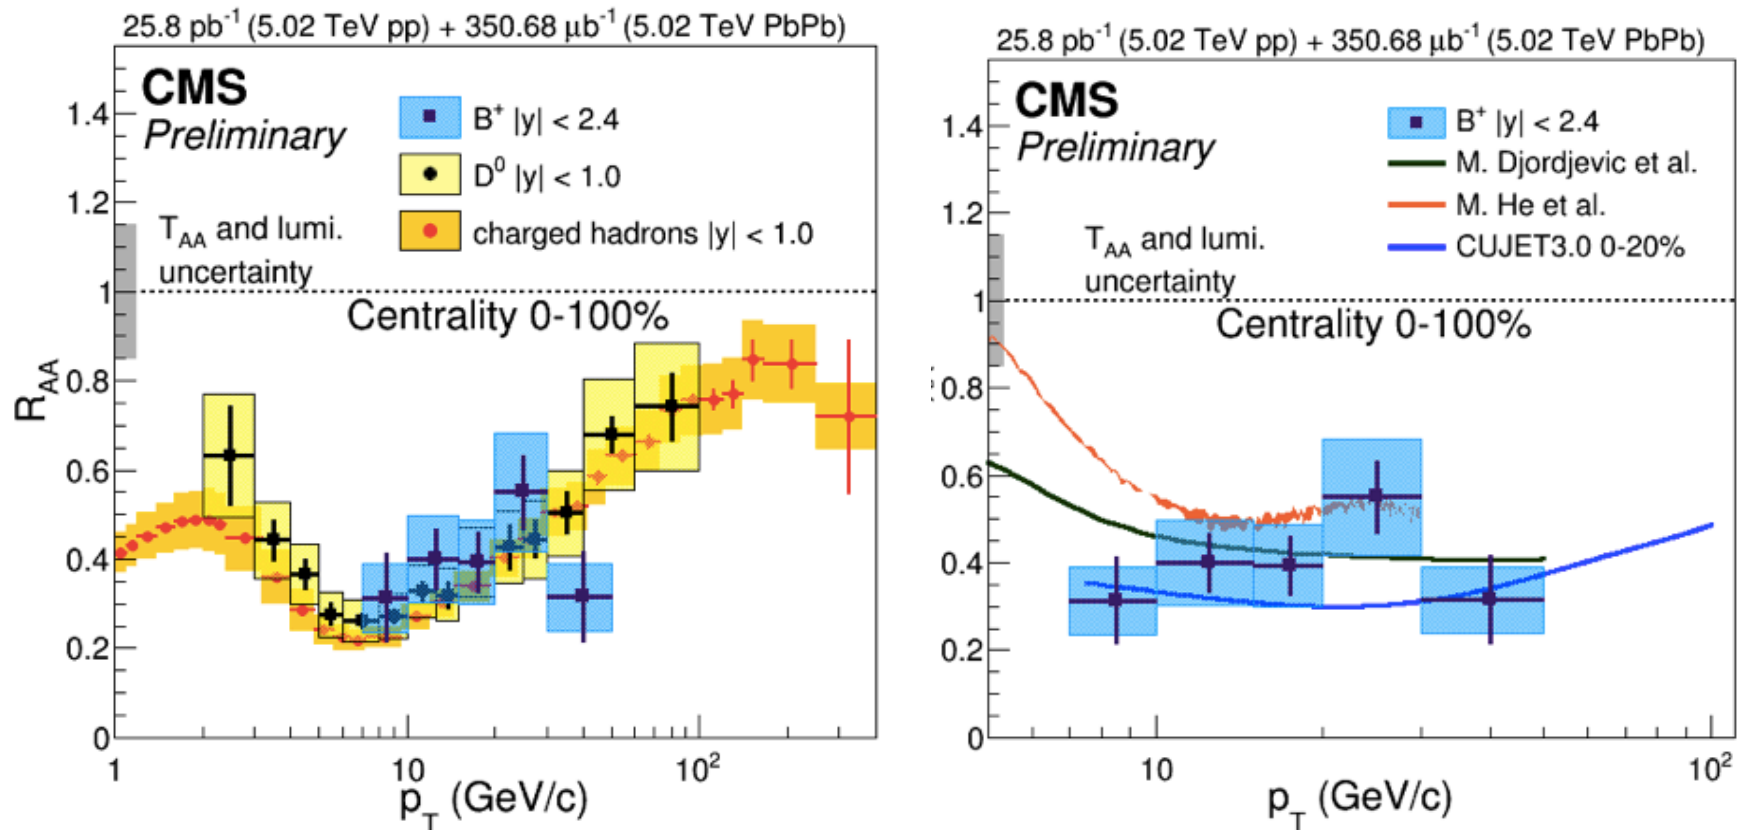 25.8 pb⁻¹ (5.02 TeV pp) + 350.68 μb⁻¹ (5.02 TeV PbPb)
CMS
Preliminary
B⁺ |y| < 2.4
D⁰ |y| < 1.0
charged hadrons |y| < 1.0
T_AA and lumi.
uncertainty
Centrality 0-100%
R_AA
1.4
1.2
1
0.8
0.6
0.4
0.2
0
1
10
10²
p_T (GeV/c)
25.8 pb⁻¹ (5.02 TeV pp) + 350.68 μb⁻¹ (5.02 TeV PbPb)
CMS
Preliminary
B⁺ |y| < 2.4
M. Djordjevic et al.
M. He et al.
CUJET3.0 0-20%
T_AA and lumi.
uncertainty
Centrality 0-100%
1.4
1.2
1
0.8
0.6
0.4
0.2
0
10
10²
p_T (GeV/c)